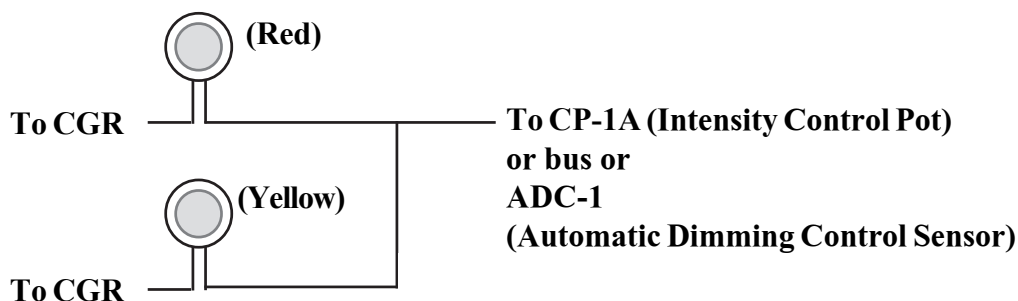 (Red)
To CGR
To CP-1A (Intensity Control Pot)
or bus or
ADC-1
(Automatic Dimming Control Sensor)
(Yellow)
To CGR